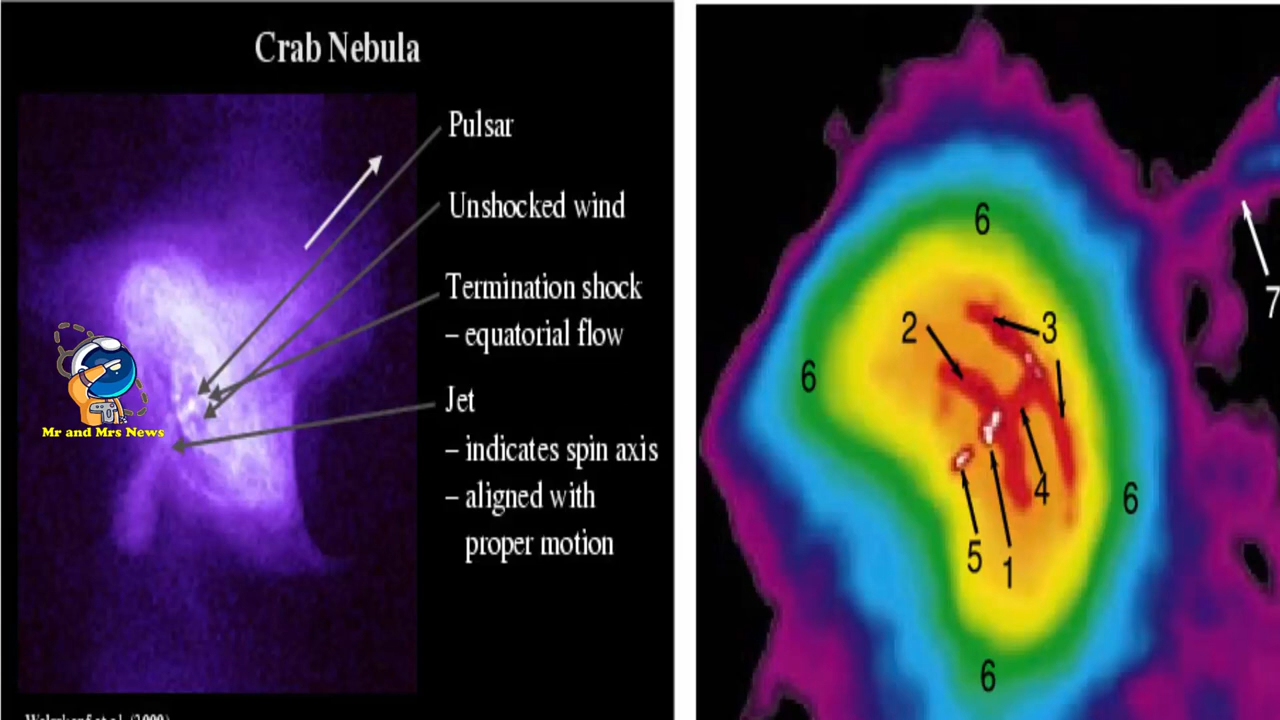 Crab Nebula
Pulsar
Unshocked wind
Termination shock
– equatorial flow
Jet
– indicates spin axis
– aligned with
proper motion
Mr and Mrs News
6
2
3
6
4
6
5
1
6
7